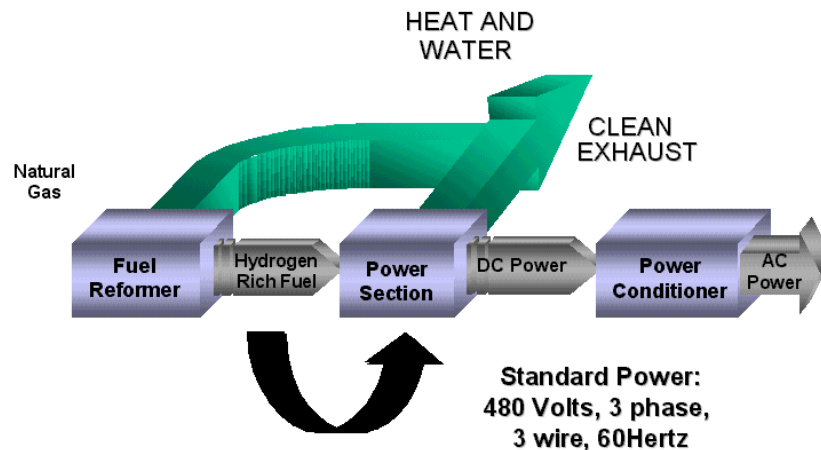 HEAT AND
WATER
CLEAN
EXHAUST
Natural
Gas
Fuel
Reformer
Hydrogen
Rich Fuel
Power
Section
DC Power
Power
Conditioner
AC
Power
Standard Power:
480 Volts, 3 phase,
3 wire, 60Hertz